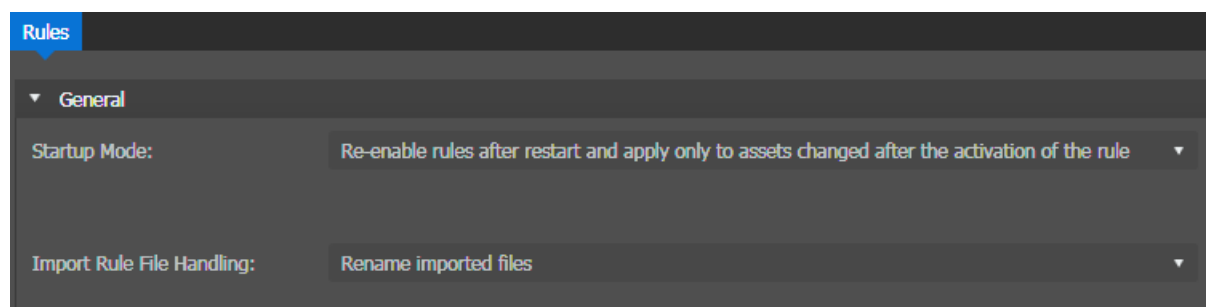 Rules
General
Startup Mode: Re-enable rules after restart and apply only to assets changed after the activation of the rule
Import Rule File Handling: Rename imported files